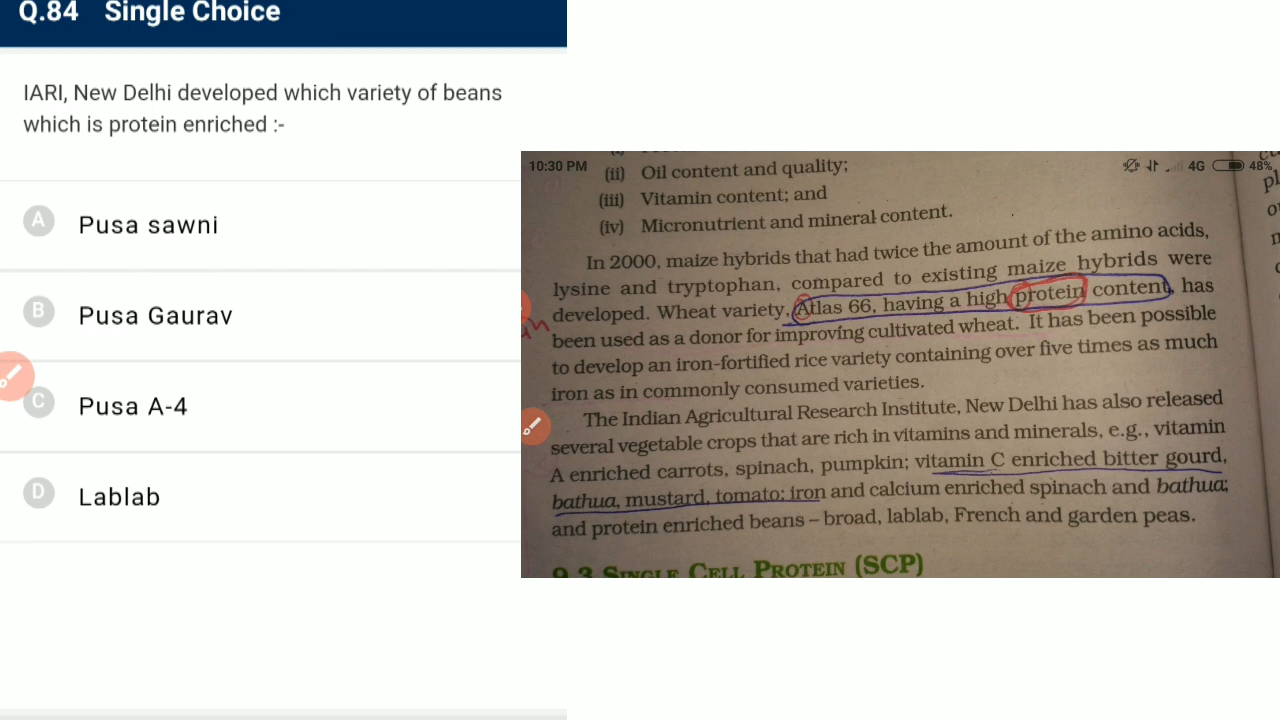 Q.84 Single Choice
IARI, New Delhi developed which variety of beans
which is protein enriched :-
A Pusa sawni
B Pusa Gaurav
C Pusa A-4
D Lablab
10:30 PM 4G 48%
(ii) Oil content and quality;
(iii) Vitamin content; and
(iv) Micronutrient and mineral content.
In 2000, maize hybrids that had twice the amount of the amino acids,
lysine and tryptophan, compared to existing maize hybrids were
developed. Wheat variety, Atlas 66, having a high protein content, has
been used as a donor for improving cultivated wheat. It has been possible
to develop an iron-fortified rice variety containing over five times as much
iron as in commonly consumed varieties.
The Indian Agricultural Research Institute, New Delhi has also released
several vegetable crops that are rich in vitamins and minerals, e.g., vitamin
A enriched carrots, spinach, pumpkin; vitamin C enriched bitter gourd,
bathua, mustard, tomato; iron and calcium enriched spinach and bathua;
and protein enriched beans – broad, lablab, French and garden peas.
9.3 SINGLE CELL PROTEIN (SCP)